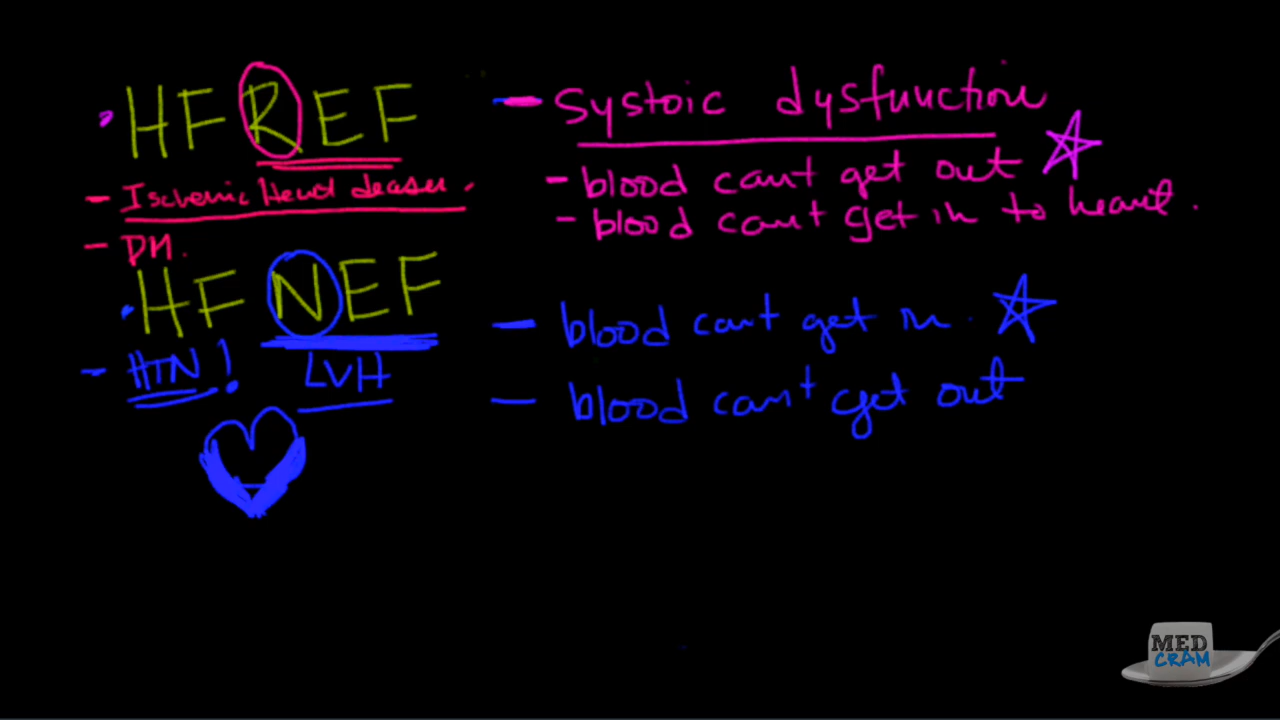 HFREF
- Systoic dysfunction
- Ischemic Heart
- blood can't get out
- blood can't get in to heart.
- DM.
HFNEF
- blood can't get in.
- HTN!
LVH
- blood can't get out
MED
CRAM